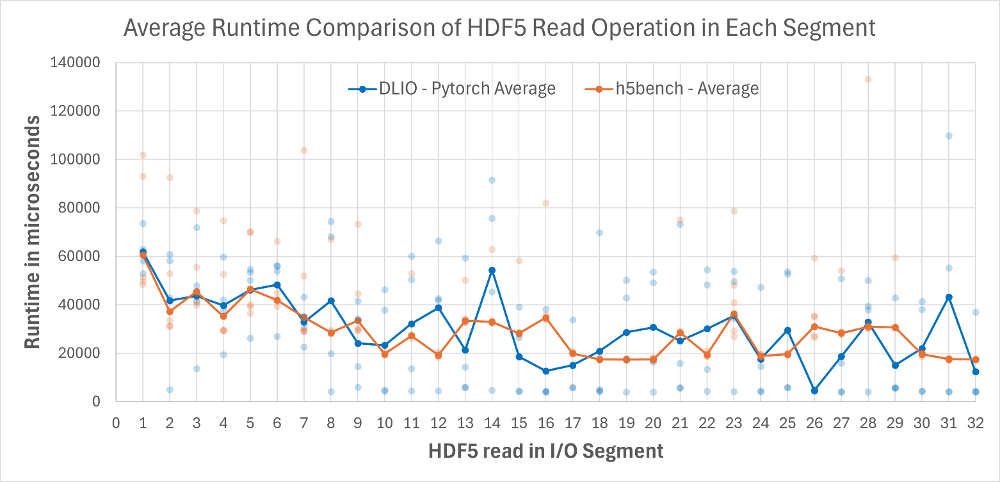 Average Runtime Comparison of HDF5 Read Operation in Each Segment
DLIO - Pytorch Average
h5bench - Average
Runtime in microseconds
140000
120000
100000
80000
60000
40000
20000
0
0 1 2 3 4 5 6 7 8 9 10 11 12 13 14 15 16 17 18 19 20 21 22 23 24 25 26 27 28 29 30 31 32
HDF5 read in I/O Segment